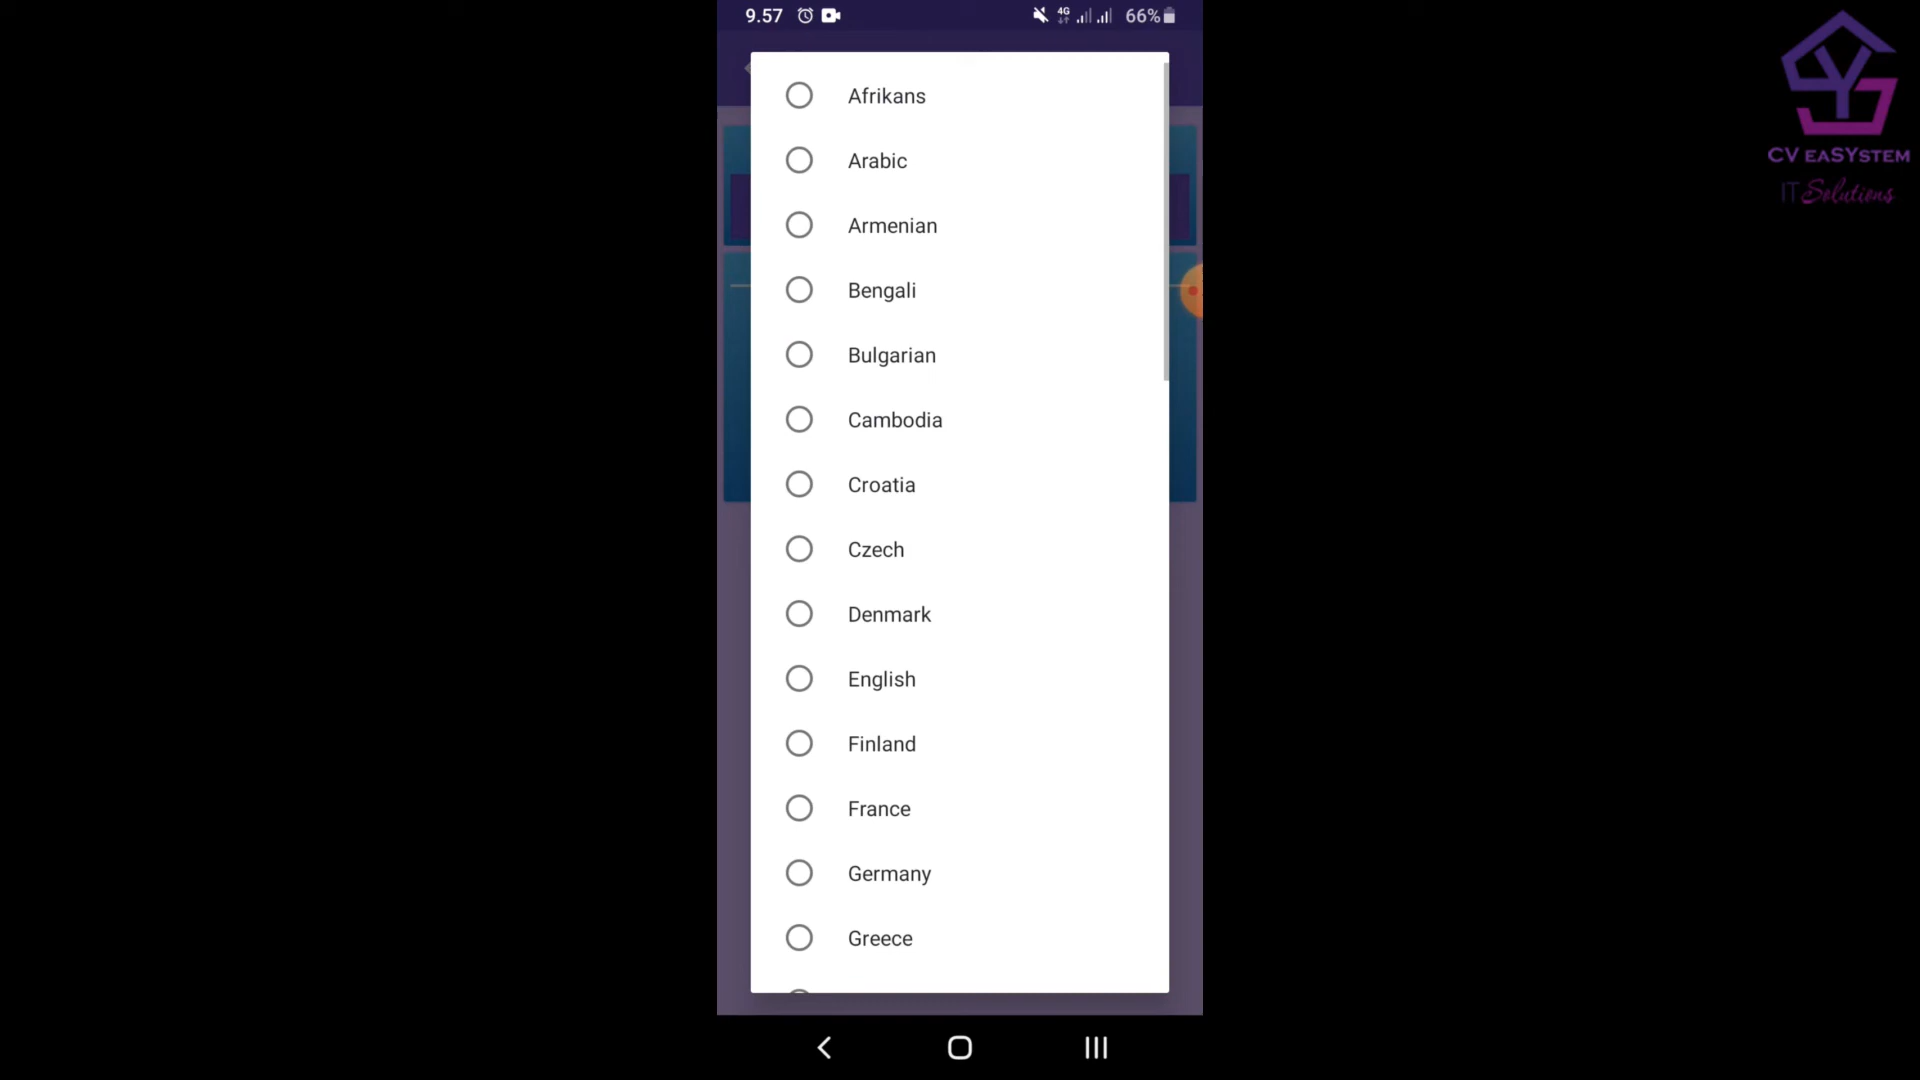 9.57
4G
66%
Afrikans
Arabic
Armenian
Bengali
Bulgarian
Cambodia
Croatia
Czech
Denmark
English
Finland
France
Germany
Greece
CV EASYSTEM
IT Solutions